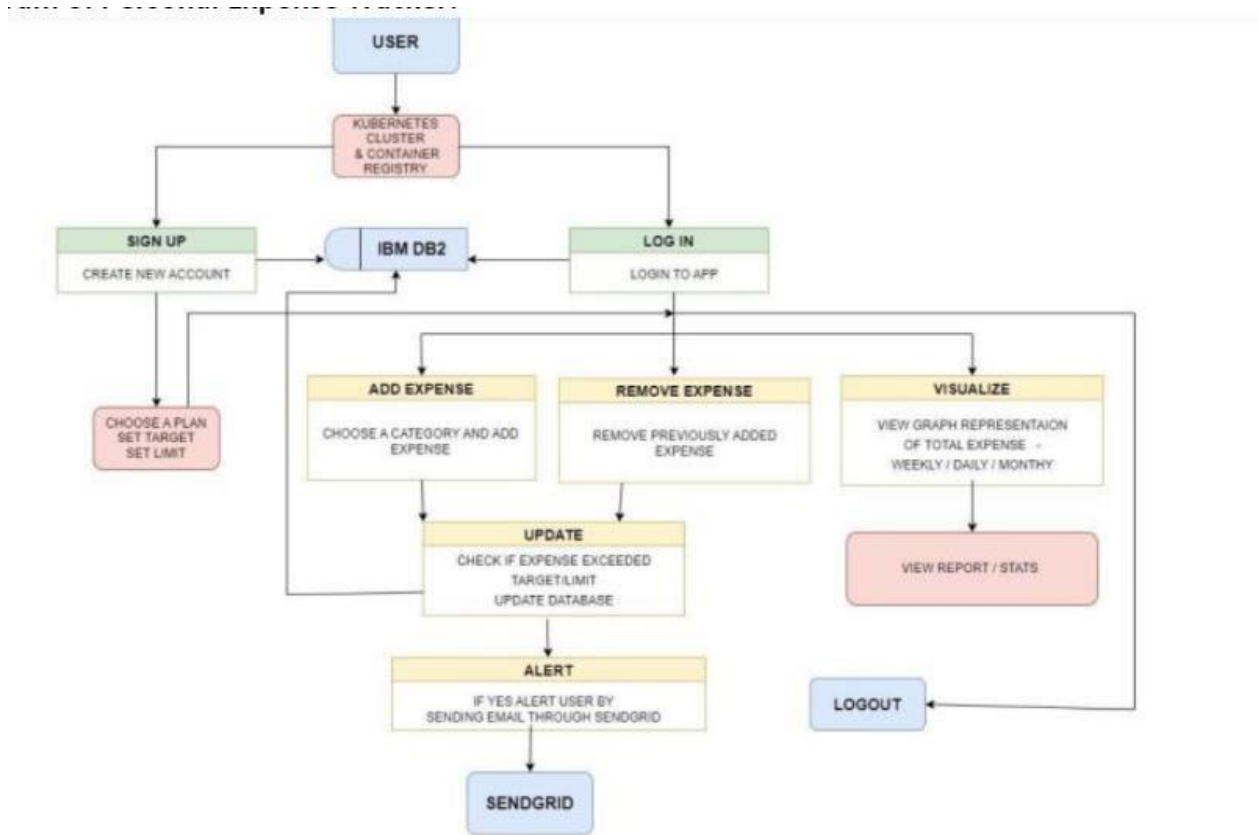 Personal Expense Tracker:
USER
KUBERNETES
CLUSTER
& CONTAINER
REGISTRY
SIGN UP
CREATE NEW ACCOUNT
IBM DB2
LOG IN
LOGIN TO APP
CHOOSE A PLAN
SET TARGET
SET LIMIT
ADD EXPENSE
CHOOSE A CATEGORY AND ADD
EXPENSE
REMOVE EXPENSE
REMOVE PREVIOUSLY ADDED
EXPENSE
VISUALIZE
VIEW GRAPH REPRESENTAION
OF TOTAL EXPENSE -
WEEKLY / DAILY / MONTHY
UPDATE
CHECK IF EXPENSE EXCEEDED
TARGET/LIMIT
UPDATE DATABASE
VIEW REPORT / STATS
ALERT
IF YES ALERT USER BY
SENDING EMAIL THROUGH SENDGRID
LOGOUT
SENDGRID